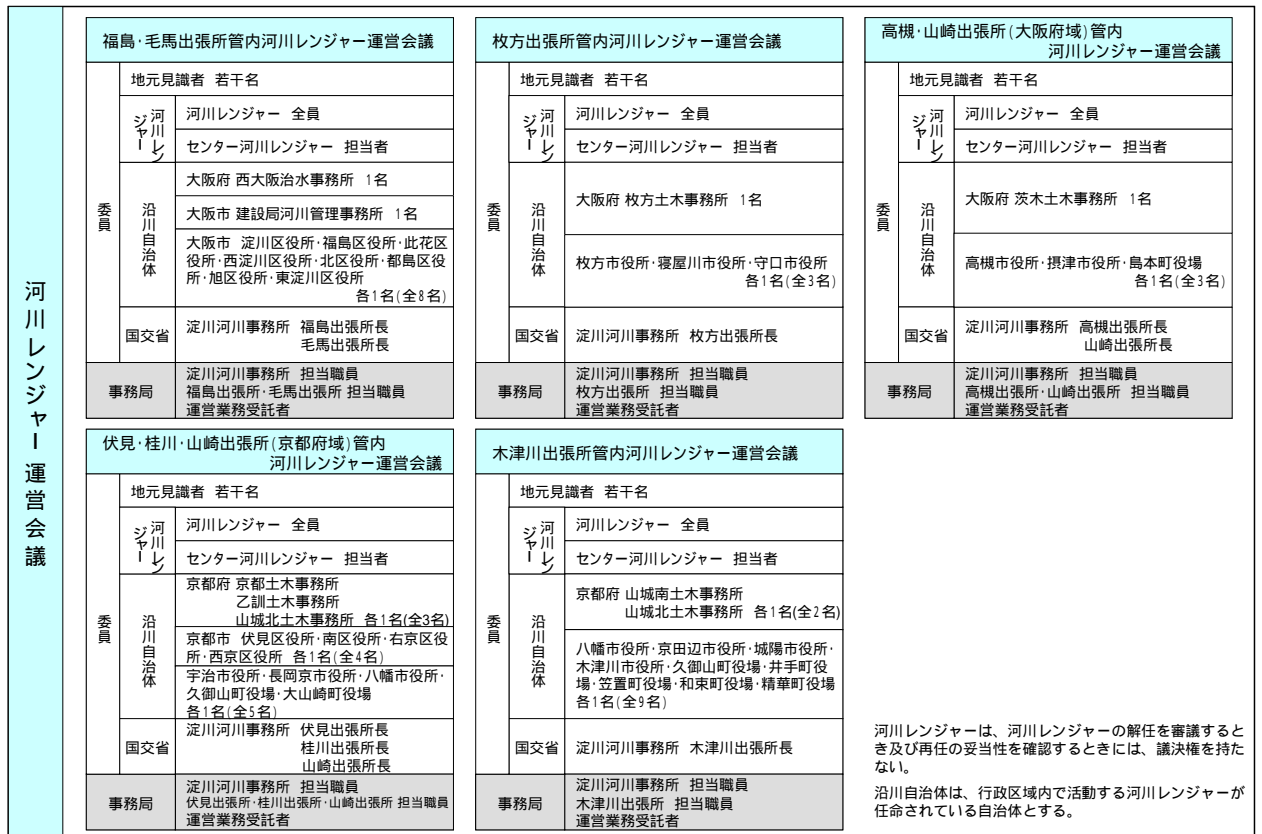 河川レンジャー運営会議
福島・毛馬出張所管内河川レンジャー運営会議
委員
地元見識者 若干名
河川レンジャー
河川レンジャー 全員
センター河川レンジャー 担当者
沿川自治体
大阪府 西大阪治水事務所 1名
大阪市 建設局河川管理事務所 1名
大阪市 淀川区役所・福島区役所・此花区
役所・西淀川区役所・北区役所・都島区役
所・旭区役所・東淀川区役所
各1名(全8名)
国交省
淀川河川事務所 福島出張所長
毛馬出張所長
事務局
淀川河川事務所 担当職員
福島出張所・毛馬出張所 担当職員
運営業務受託者
枚方出張所管内河川レンジャー運営会議
委員
地元見識者 若干名
河川レンジャー
河川レンジャー 全員
センター河川レンジャー 担当者
沿川自治体
大阪府 枚方土木事務所 1名
枚方市役所・寝屋川市役所・守口市役所
各1名(全3名)
国交省
淀川河川事務所 枚方出張所長
事務局
淀川河川事務所 担当職員
枚方出張所 担当職員
運営業務受託者
高槻・山崎出張所(大阪府域)管内
河川レンジャー運営会議
委員
地元見識者 若干名
河川レンジャー
河川レンジャー 全員
センター河川レンジャー 担当者
沿川自治体
大阪府 茨木土木事務所 1名
高槻市役所・摂津市役所・島本町役場
各1名(全3名)
国交省
淀川河川事務所 高槻出張所長
山崎出張所長
事務局
淀川河川事務所 担当職員
高槻出張所・山崎出張所 担当職員
運営業務受託者
伏見・桂川・山崎出張所(京都府域)管内
河川レンジャー運営会議
委員
地元見識者 若干名
河川レンジャー
河川レンジャー 全員
センター河川レンジャー 担当者
沿川自治体
京都府 京都土木事務所
乙訓土木事務所
山城北土木事務所 各1名(全3名)
京都市 伏見区役所・南区役所・右京区役
所・西京区役所 各1名(全4名)
宇治市役所・長岡京市役所・八幡市役所・
久御山町役場・大山崎町役場
各1名(全5名)
国交省
淀川河川事務所 伏見出張所長
桂川出張所長
山崎出張所長
事務局
淀川河川事務所 担当職員
伏見出張所・桂川出張所・山崎出張所 担当職員
運営業務受託者
木津川出張所管内河川レンジャー運営会議
委員
地元見識者 若干名
河川レンジャー
河川レンジャー 全員
センター河川レンジャー 担当者
沿川自治体
京都府 山城南土木事務所
山城北土木事務所 各1名(全2名)
八幡市役所・京田辺市役所・城陽市役所・
木津川市役所・久御山町役場・井手町役
場・笠置町役場・和束町役場・精華町役場
各1名(全9名)
国交省
淀川河川事務所 木津川出張所長
事務局
淀川河川事務所 担当職員
木津川出張所 担当職員
運営業務受託者
河川レンジャーは、河川レンジャーの解任を審議すると
き及び再任の妥当性を確認するときには、議決権を持た
ない。
沿川自治体は、行政区域内で活動する河川レンジャーが
任命されている自治体とする。